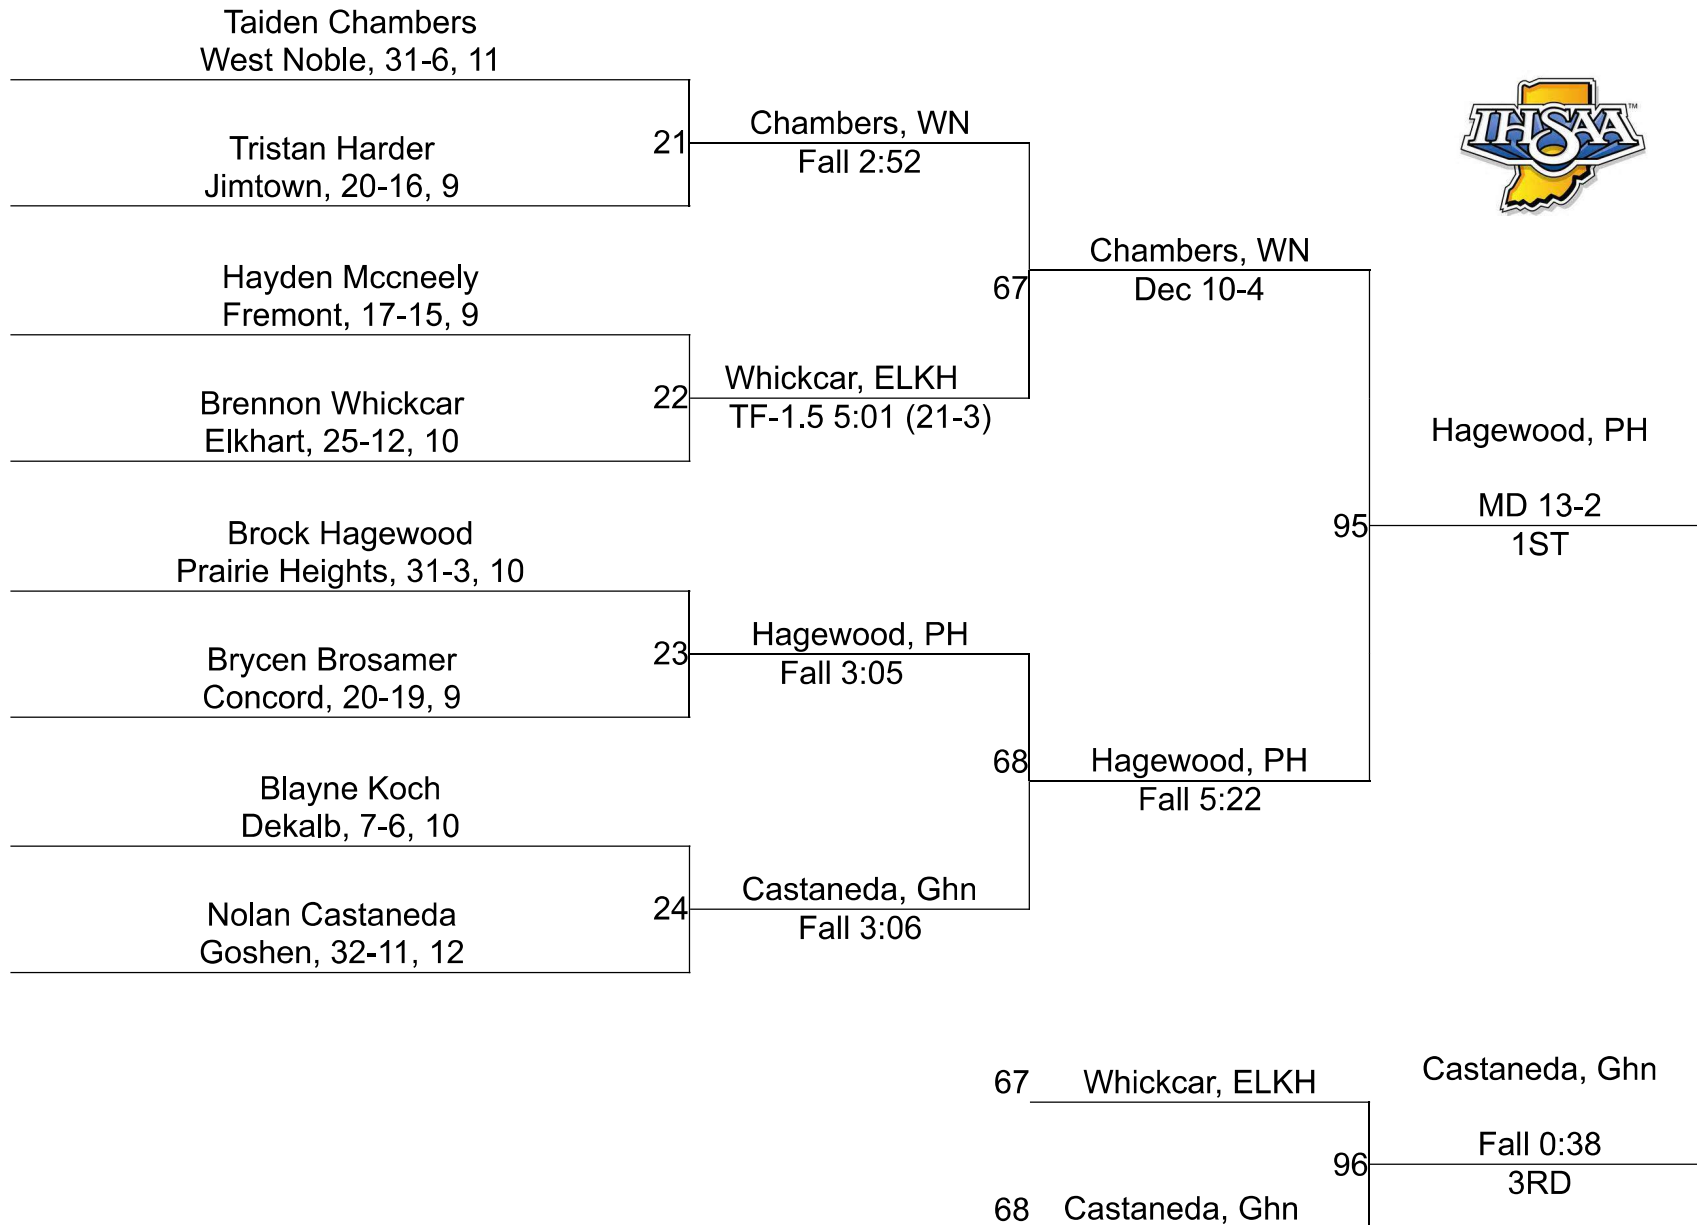 Taiden Chambers
West Noble, 31-6, 11
Tristan Harder
Jimtown, 20-16, 9
21
Chambers, WN
Fall 2:52
Hayden Mccneely
Fremont, 17-15, 9
Brennon Whickcar
Elkhart, 25-12, 10
22
Whickcar, ELKH
TF-1.5 5:01 (21-3)
67
Chambers, WN
Dec 10-4
Brock Hagewood
Prairie Heights, 31-3, 10
Brycen Brosamer
Concord, 20-19, 9
23
Hagewood, PH
Fall 3:05
Blayne Koch
Dekalb, 7-6, 10
Nolan Castaneda
Goshen, 32-11, 12
24
Castaneda, Ghn
Fall 3:06
68
Hagewood, PH
Fall 5:22
95
Hagewood, PH
MD 13-2
1ST
IHSAA
TM
67
Whickcar, ELKH
68
Castaneda, Ghn
96
Castaneda, Ghn
Fall 0:38
3RD